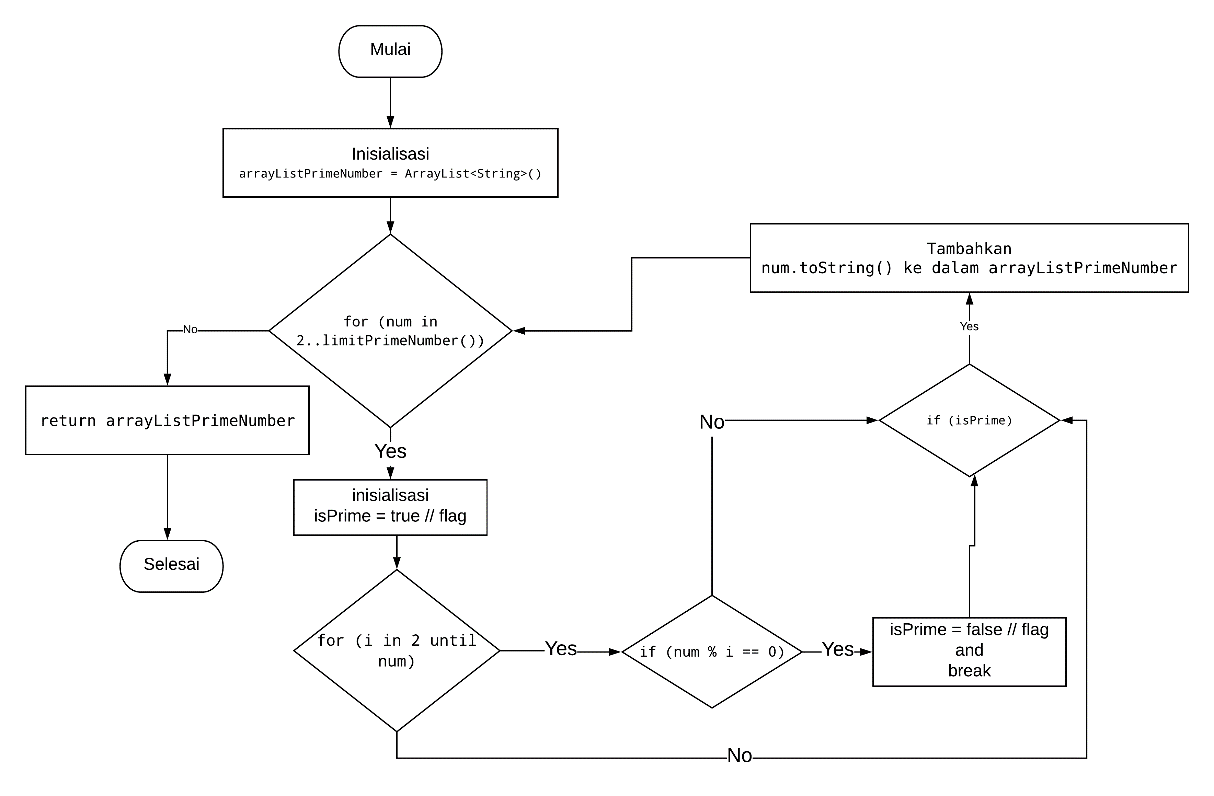 Mulai
Inisialisasi
arrayListPrimeNumber = ArrayList<String>()
for (num in
2..limitPrimeNumber())
No
return arrayListPrimeNumber
Selesai
Yes
inisialisasi
isPrime = true // flag
for (i in 2 until
num)
Yes
if (num % i == 0)
Yes
isPrime = false // flag
and
break
No
No
if (isPrime)
Yes
Tambahkan
num.toString() ke dalam arrayListPrimeNumber